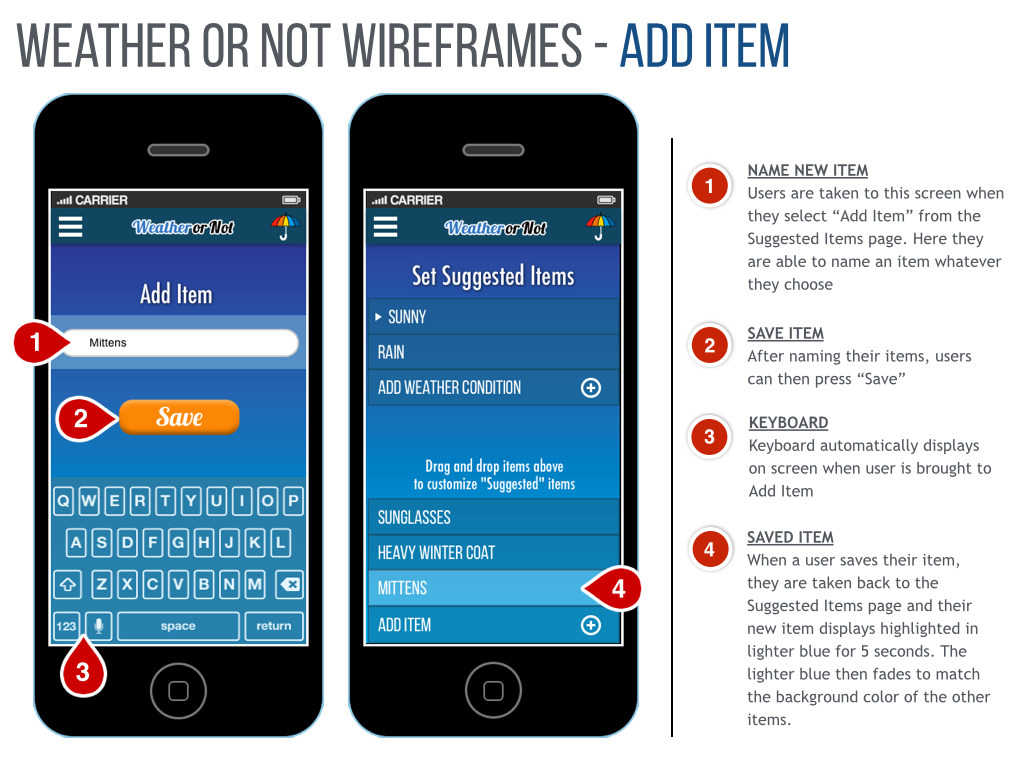 WEATHER OR NOT WIREFRAMES - ADD ITEM
CARRIER
Weather or Not
Add Item
1
Mittens
2
Save
Q W E R T Y U I O P
A S D F G H J K L
Z X C V B N M
123
space
return
3
CARRIER
Weather or Not
Set Suggested Items
SUNNY
RAIN
ADD WEATHER CONDITION
Drag and drop items above
to customize "Suggested" items
SUNGLASSES
HEAVY WINTER COAT
MITTENS
4
ADD ITEM
1
NAME NEW ITEM
Users are taken to this screen when
they select “Add Item” from the
Suggested Items page. Here they
are able to name an item whatever
they choose
2
SAVE ITEM
After naming their items, users
can then press “Save”
3
KEYBOARD
Keyboard automatically displays
on screen when user is brought to
Add Item
4
SAVED ITEM
When a user saves their item,
they are taken back to the
Suggested Items page and their
new item displays highlighted in
lighter blue for 5 seconds. The
lighter blue then fades to match
the background color of the other
items.